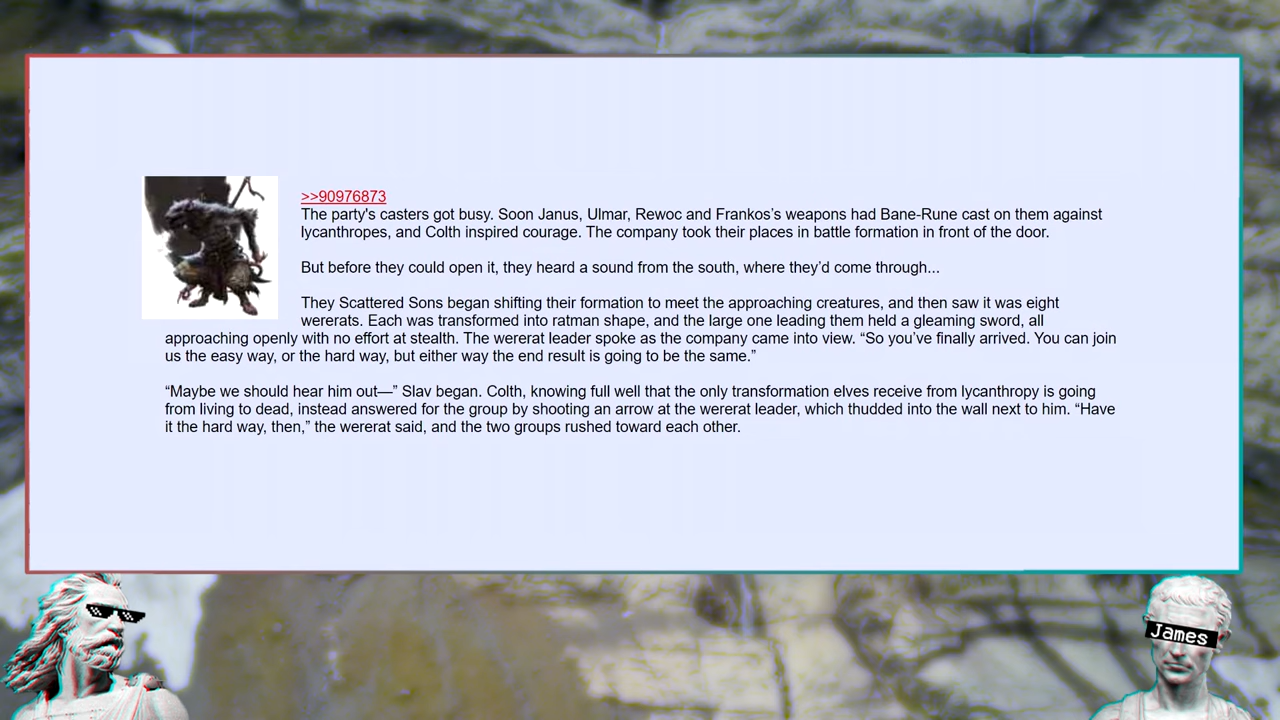 >>90976873
The party's casters got busy. Soon Janus, Ulmar, Rewoc and Frankos’s weapons had Bane-Rune cast on them against
lycanthropes, and Colth inspired courage. The company took their places in battle formation in front of the door.
But before they could open it, they heard a sound from the south, where they’d come through...
They Scattered Sons began shifting their formation to meet the approaching creatures, and then saw it was eight
wererats. Each was transformed into ratman shape, and the large one leading them held a gleaming sword, all
approaching openly with no effort at stealth. The wererat leader spoke as the company came into view. “So you’ve finally arrived. You can join
us the easy way, or the hard way, but either way the end result is going to be the same.”
“Maybe we should hear him out—” Slav began. Colth, knowing full well that the only transformation elves receive from lycanthropy is going
from living to dead, instead answered for the group by shooting an arrow at the wererat leader, which thudded into the wall next to him. “Have
it the hard way, then,” the wererat said, and the two groups rushed toward each other.
James